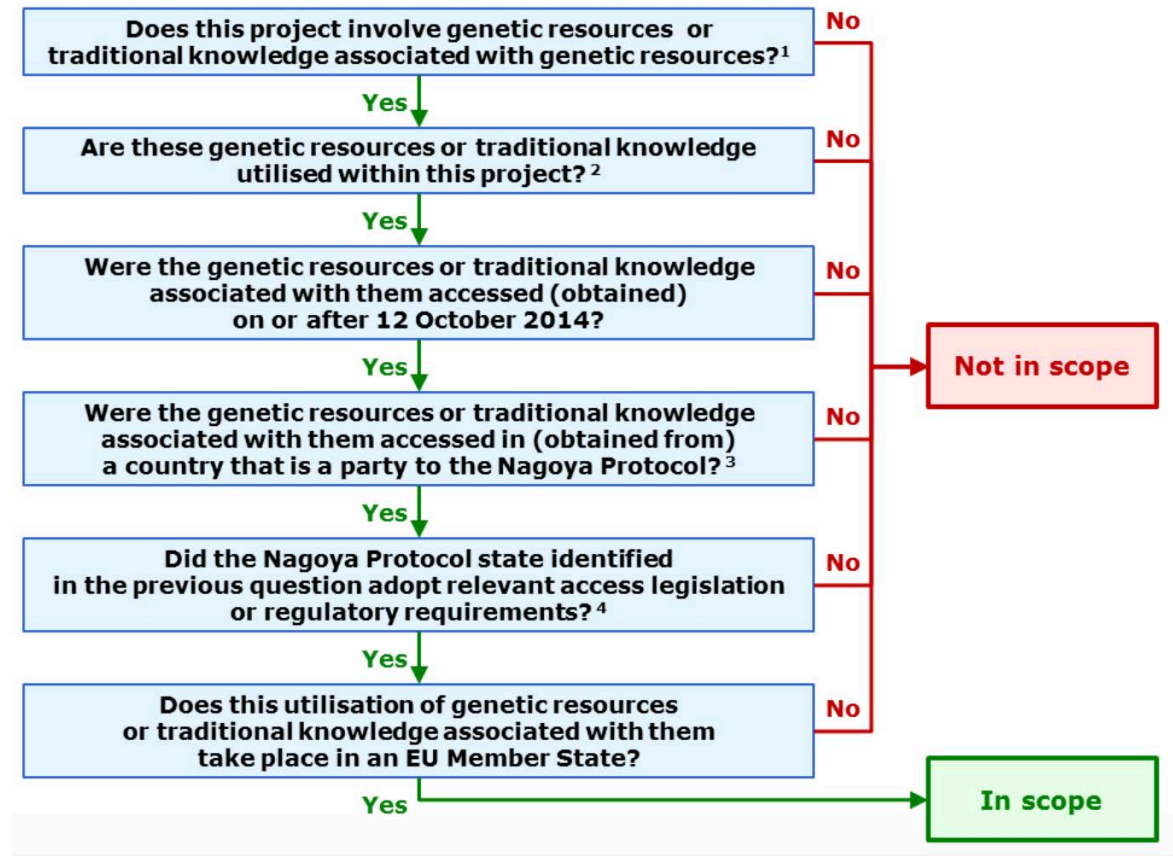 Does this project involve genetic resources or
traditional knowledge associated with genetic resources?¹
No
Yes
Are these genetic resources or traditional knowledge
utilised within this project?²
No
Yes
Were the genetic resources or traditional knowledge
associated with them accessed (obtained)
on or after 12 October 2014?
No
Yes
Not in scope
Were the genetic resources or traditional knowledge
associated with them accessed in (obtained from)
a country that is a party to the Nagoya Protocol?³
No
Yes
Did the Nagoya Protocol state identified
in the previous question adopt relevant access legislation
or regulatory requirements?⁴
No
Yes
Does this utilisation of genetic resources
or traditional knowledge associated with them
take place in an EU Member State?
No
Yes
In scope